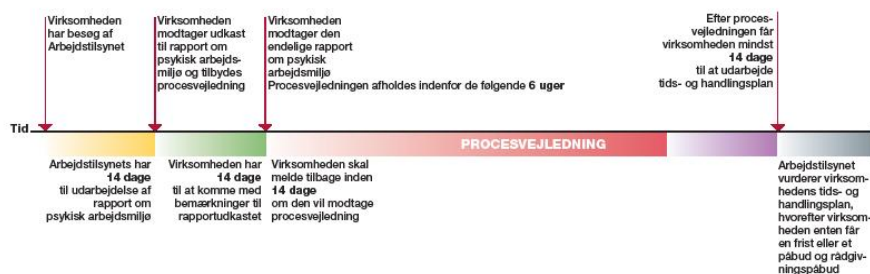 Virksomheden
har besøg af
Arbejdstilsynet
Virksomheden
modtager udkast
til rapport om
psykisk arbejds-
miljø og tilbydes
procesvejledning
Virksomheden
modtager den
endelige rapport
om psykisk
arbejdsmiljø
Procesvejledningen afholdes indenfor de følgende 6 uger
Efter proces-
vejledningen får
virksomheden mindst
14 dage
til at udarbejde
tids- og handlingsplan
Tid
PROCESVEJLEDNING
Arbejdstilsynets har
14 dage
til udarbejdelse af
rapport om
psykisk arbejdsmiljø
Virksomheden har
14 dage
til at komme med
bemærkninger til
rapportudkastet
Virksomheden skal
melde tilbage inden
14 dage
om den vil modtage
procesvejledning
Arbejdstilsynet
vurderer virksom-
hedens tids- og
handlingsplan,
hvorefter virksom-
heden enten får
en frist eller et
påbud og rådgiv-
ningspåbud